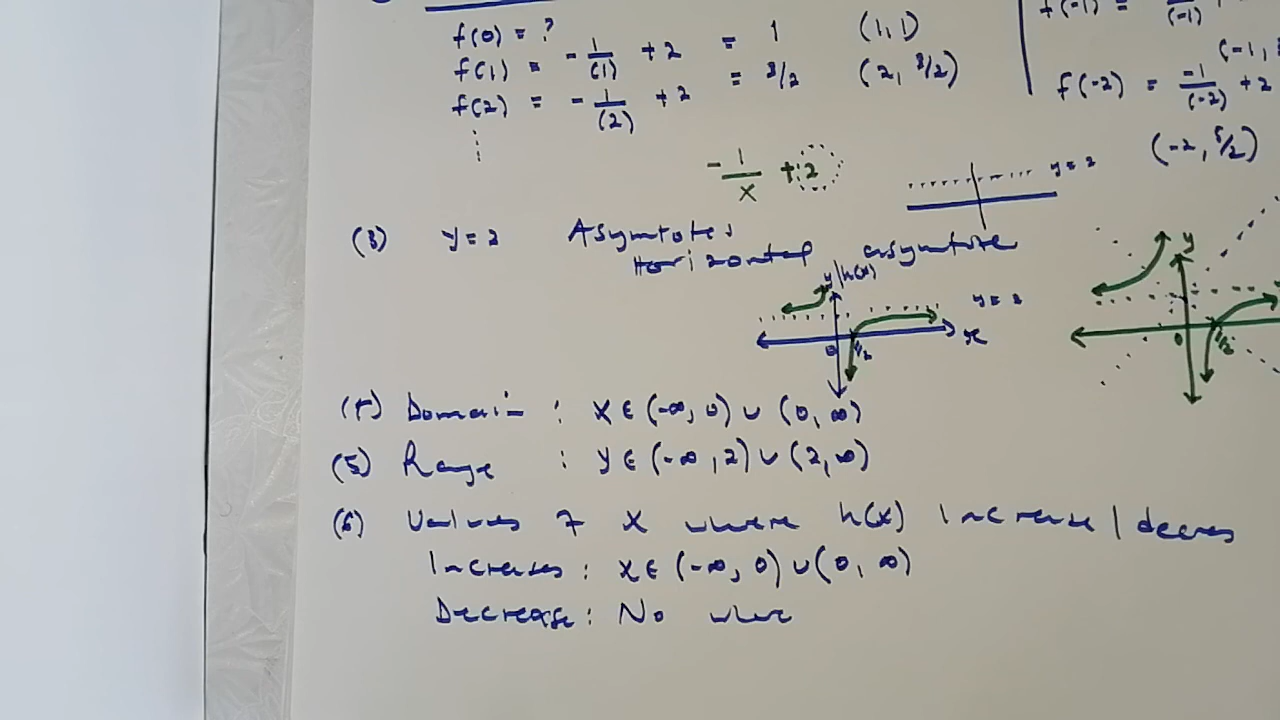 f(0) = ?
f(1) = -1/(1) + 2 = 1 (1, 1)
f(2) = -1/(2) + 2 = 3/2 (2, 3/2)
f(-1) =
(-1)
(-1,
f(-2) = -1/(-2) + 2
(-2, 5/2)
-1/x + 2
y = 2
(3) y = 2 Asymptotes
Horizontal asymptote
y h(x)
y = 2
x
0 1/2
y
0 1/2
(4) Domain : x ∈ (-∞, 0) ∪ (0, ∞)
(5) Range : y ∈ (-∞, 2) ∪ (2, ∞)
(6) Values of x where h(x) increase / decres
Increases : x ∈ (-∞, 0) ∪ (0, ∞)
Decrease : No where